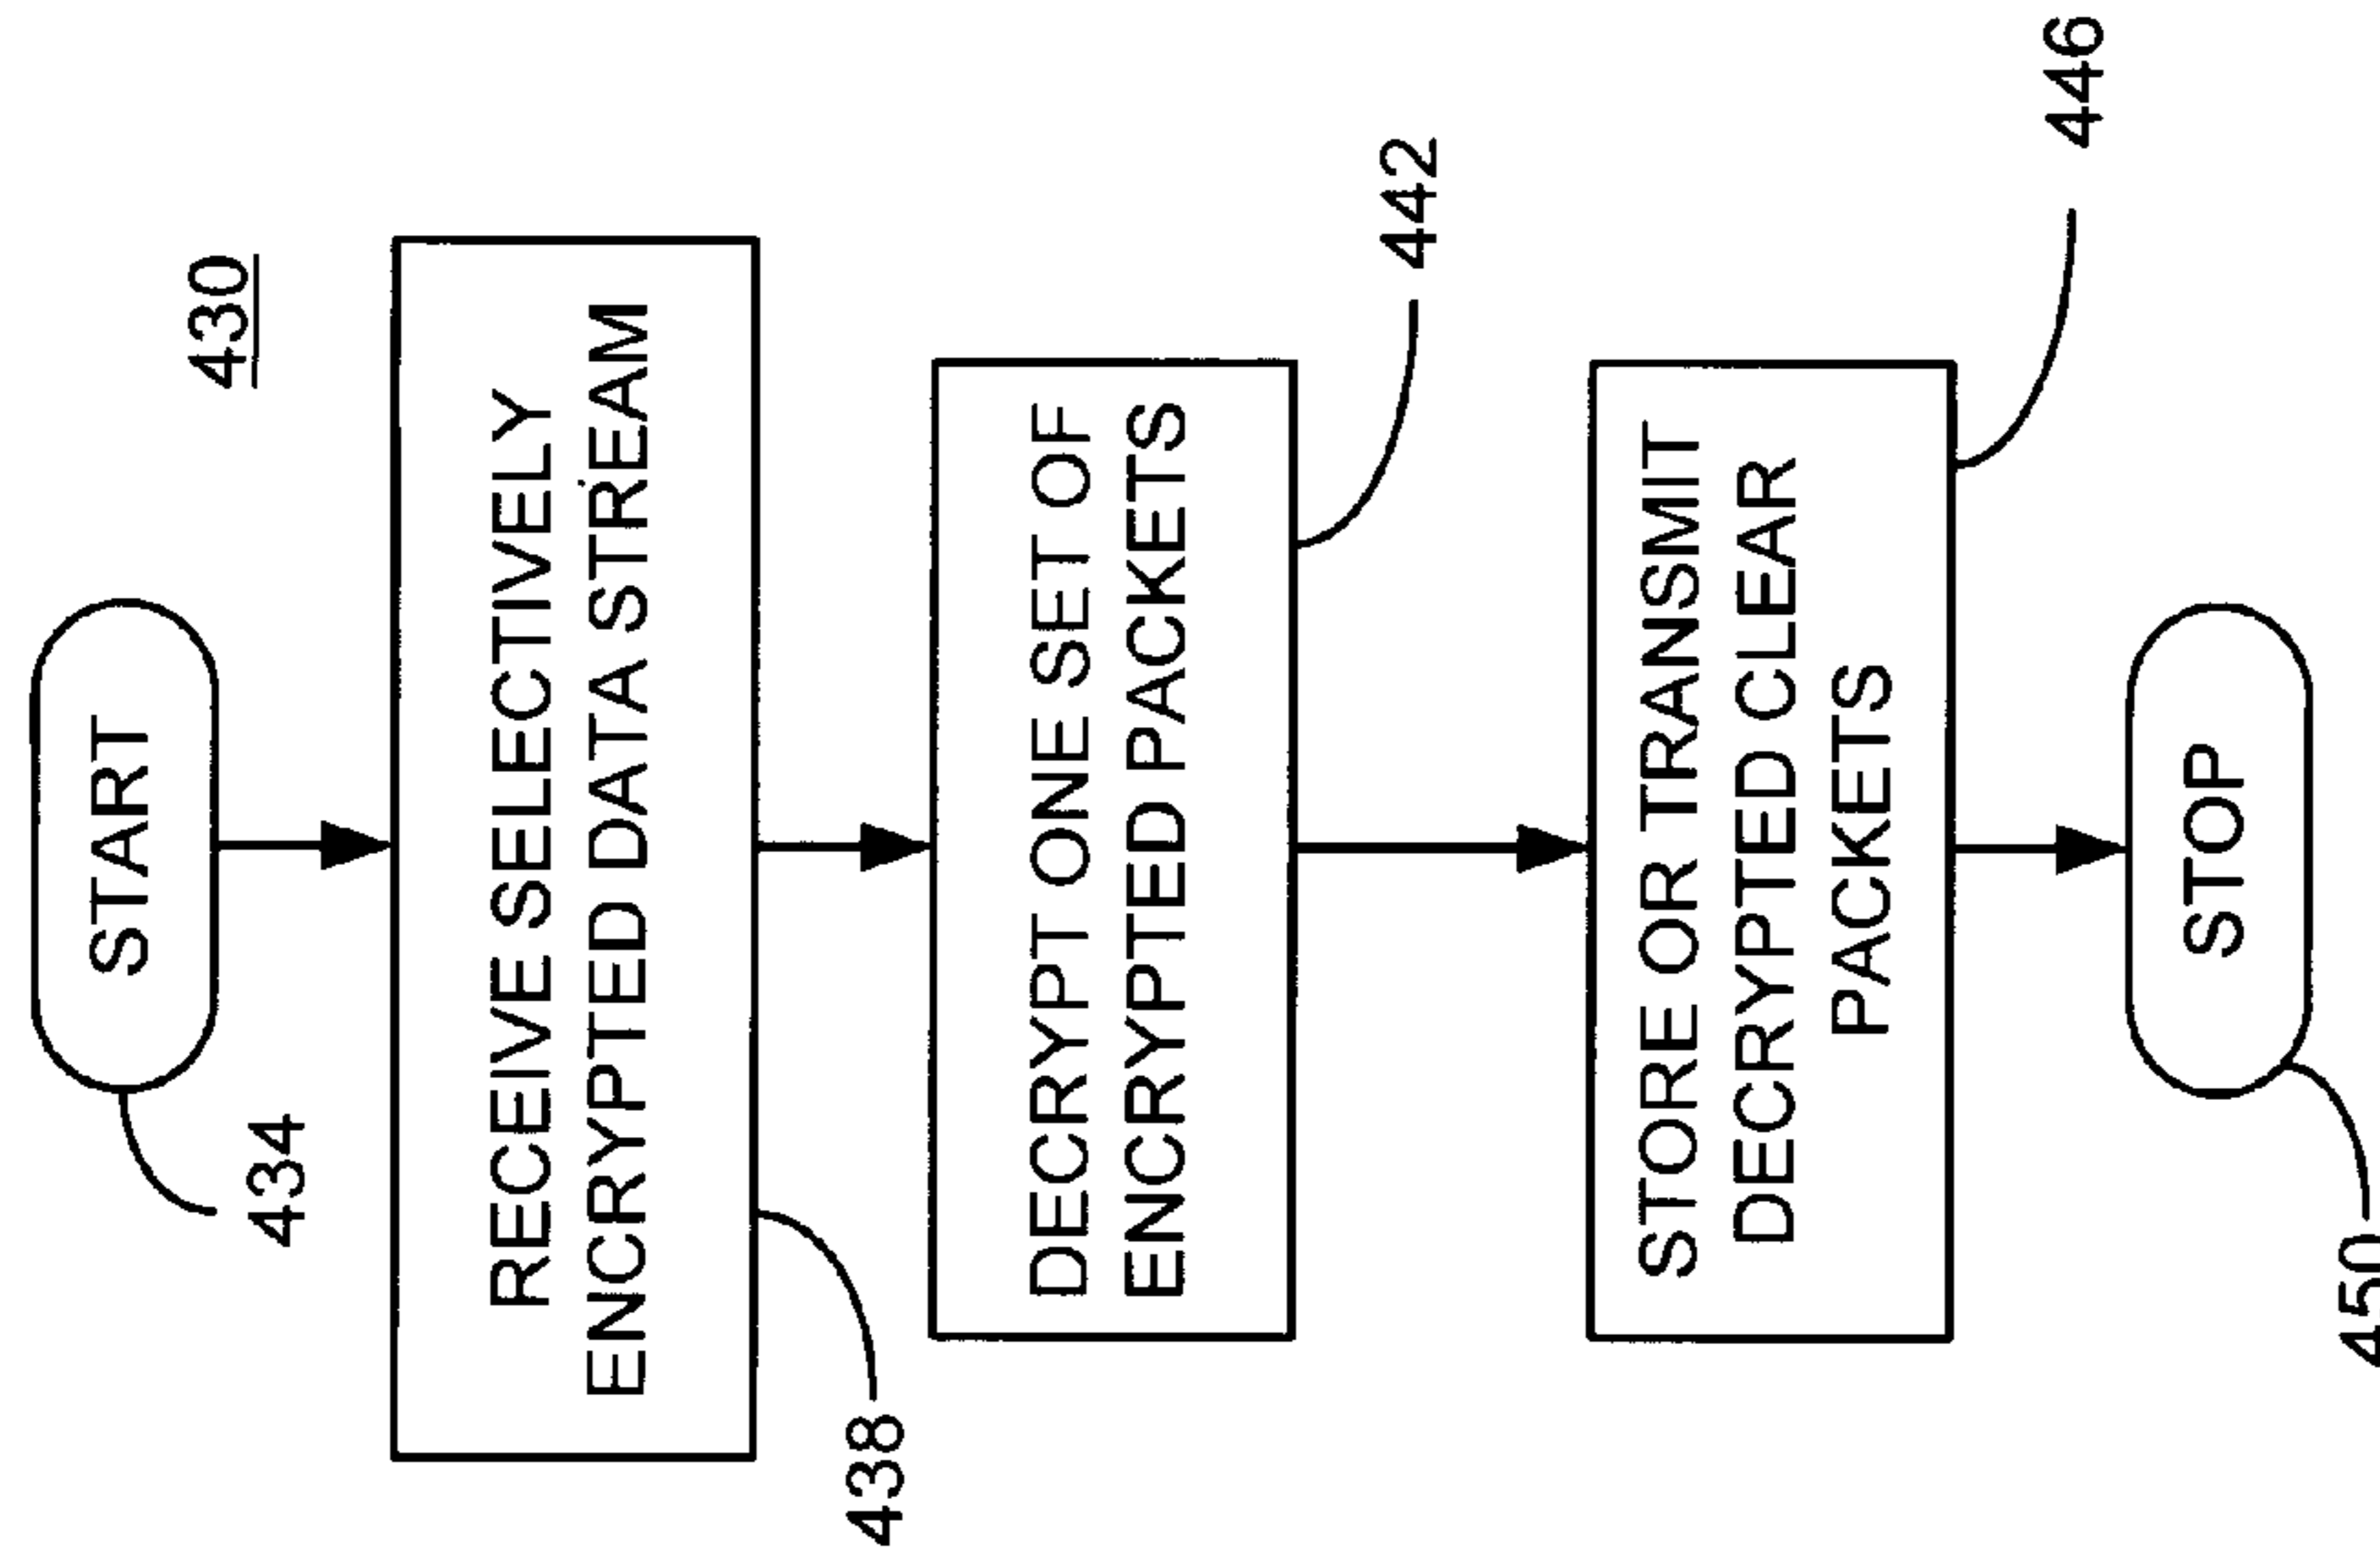 430
START
434
RECEIVE SELECTIVELY
ENCRYPTED DATA STREAM
438
DECRYPT ONE SET OF
ENCRYPTED PACKETS
442
STORE OR TRANSMIT
DECRYPTED CLEAR
PACKETS
446
STOP
450